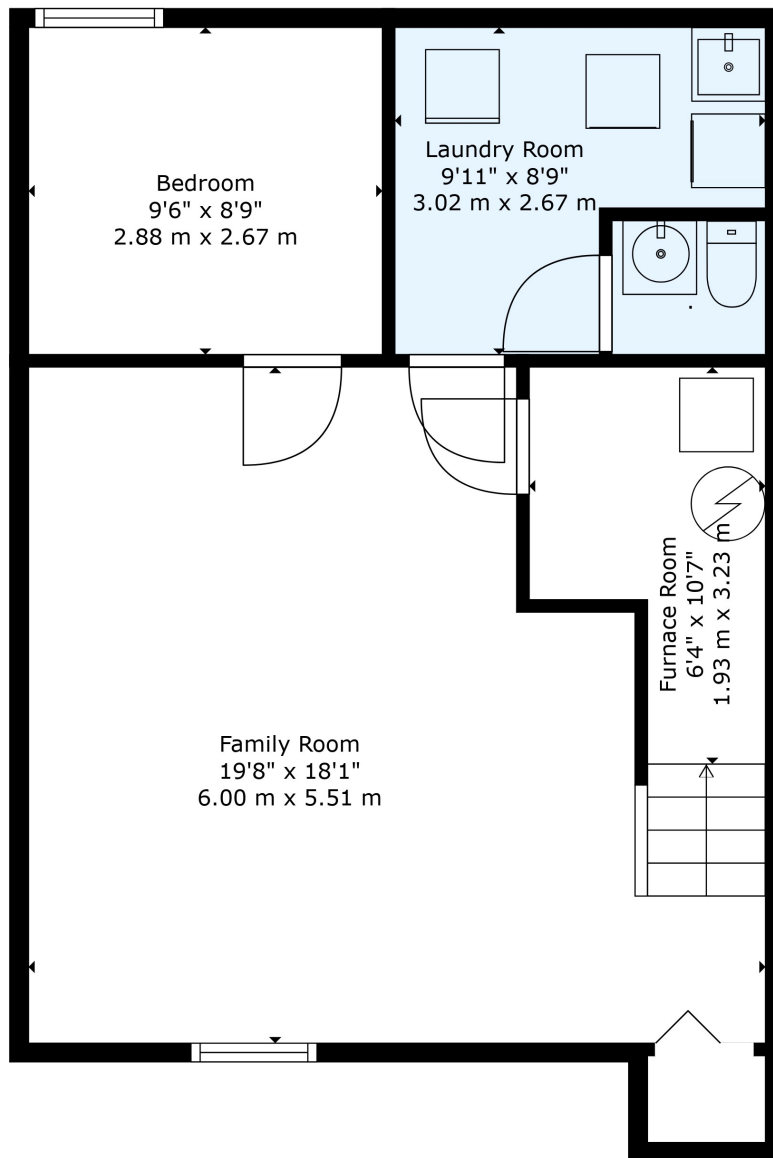 Bedroom
9'6" x 8'9"
2.88 m x 2.67 m
Laundry Room
9'11" x 8'9"
3.02 m x 2.67 m
Furnace Room
6'4" x 10'7"
1.93 m x 3.23 m
Family Room
19'8" x 18'1"
6.00 m x 5.51 m